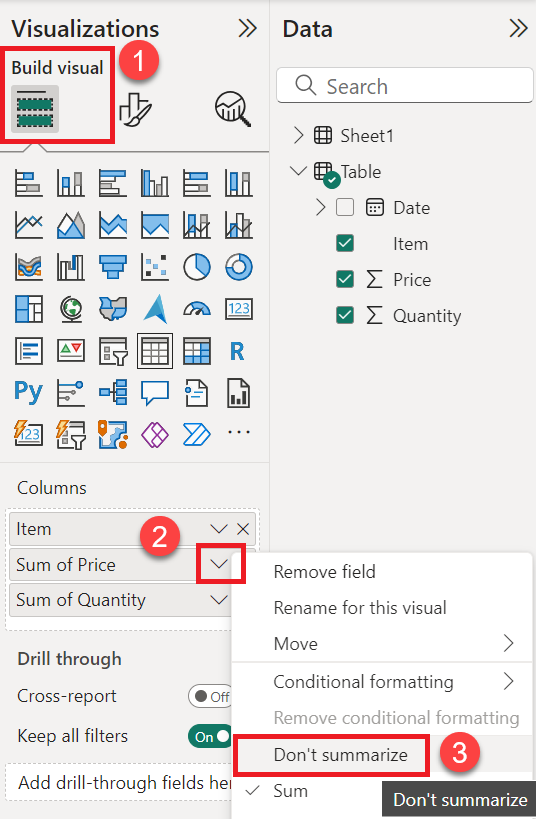 Visualizations
Data
Build visual
1
Search
Sheet1
Table
Date
Item
Price
Quantity
123
R
Py
123
Columns
2
Item
Sum of Price
Sum of Quantity
Remove field
Rename for this visual
Move
Conditional formatting
Remove conditional formatting
Don't summarize
3
Sum
Don't summarize
Drill through
Cross-report
Off
Keep all filters
On
Add drill-through fields her